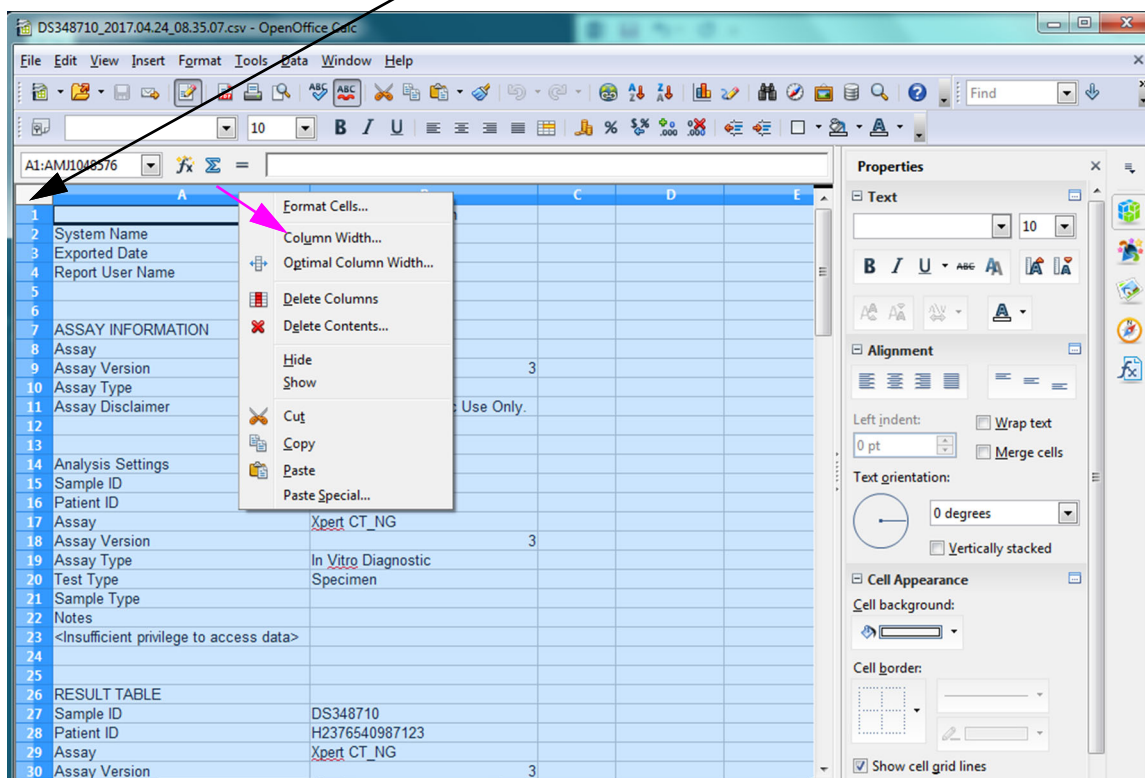 DS348710_2017.04.24_08.35.07.csv - OpenOffice Calc
File Edit View Insert Format Tools Data Window Help
Find
10
A1:AMJ1048576
A C D E
1
2 System Name
3 Exported Date
4 Report User Name
5
6
7 ASSAY INFORMATION
8 Assay
9 Assay Version 3
10 Assay Type
11 Assay Disclaimer Use Only.
12
13
14 Analysis Settings
15 Sample ID
16 Patient ID
17 Assay Xpert CT_NG
18 Assay Version 3
19 Assay Type In Vitro Diagnostic
20 Test Type Specimen
21 Sample Type
22 Notes
23 <Insufficient privilege to access data>
24
25
26 RESULT TABLE
27 Sample ID DS348710
28 Patient ID H2376540987123
29 Assay Xpert CT_NG
30 Assay Version 3
Format Cells...
Column Width...
Optimal Column Width...
Delete Columns
Delete Contents...
Hide
Show
Cut
Copy
Paste
Paste Special...
Properties
Text
10
B I U ABC
Alignment
Left indent:
Wrap text
0 pt
Merge cells
Text orientation:
0 degrees
Vertically stacked
Cell Appearance
Cell background:
Cell border:
Show cell grid lines